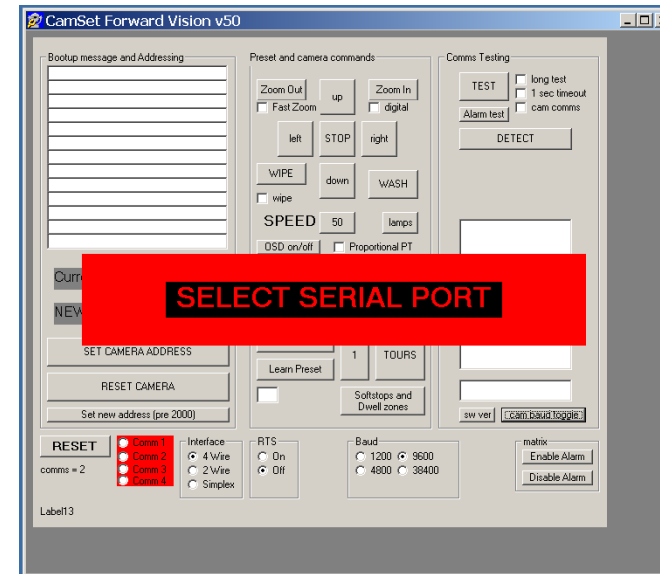 CamSet Forward Vision v50
Bootup message and Addressing
Preset and camera commands
Comms Testing
Zoom Out
up
Zoom In
Fast Zoom
digital
TEST
long test
1 sec timeout
cam comms
Alarm test
left
STOP
right
DETECT
WIPE
down
WASH
wipe
SPEED
50
lamps
OSD on/off
Proportional PT
SELECT SERIAL PORT
NEW
SET CAMERA ADDRESS
1
TOURS
Learn Preset
RESET CAMERA
Softstops and
Dwell zones
Set new address (pre 2000)
sw ver
cam baud toggle
RESET
Comm 1
Comm 2
Comm 3
Comm 4
comms = 2
Interface
4 Wire
2 Wire
Simplex
RTS
On
Off
Baud
1200
9600
4800
38400
matrix
Enable Alarm
Disable Alarm
Label13